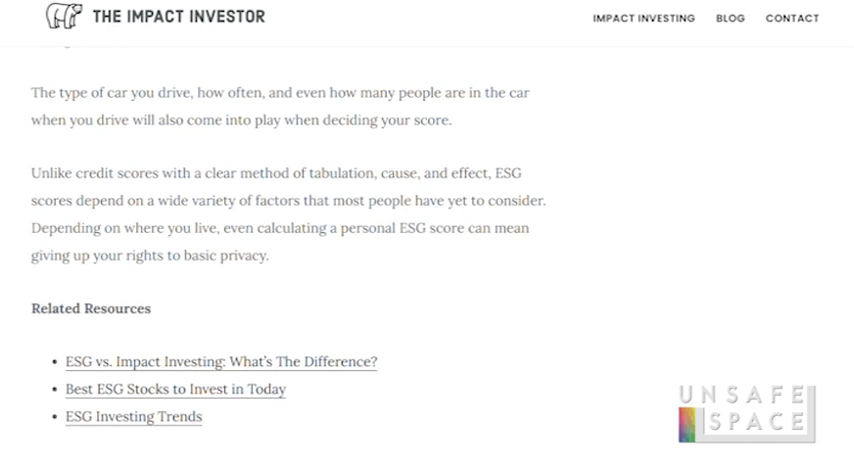 THE IMPACT INVESTOR
IMPACT INVESTING BLOG CONTACT
The type of car you drive, how often, and even how many people are in the car
when you drive will also come into play when deciding your score.
Unlike credit scores with a clear method of tabulation, cause, and effect, ESG
scores depend on a wide variety of factors that most people have yet to consider.
Depending on where you live, even calculating a personal ESG score can mean
giving up your rights to basic privacy.
Related Resources
• ESG vs. Impact Investing: What's The Difference?
• Best ESG Stocks to Invest in Today
• ESG Investing Trends
UNSAFE
SPACE